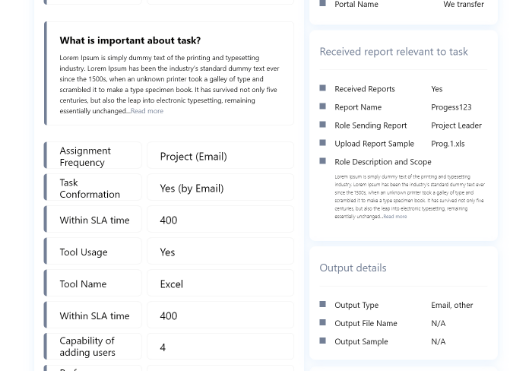 What is important about task?
Lorem Ipsum is simply dummy text of the printing and typesetting
industry. Lorem Ipsum has been the industry's standard dummy text ever
since the 1500s, when an unknown printer took a galley of type and
scrambled it to make a type specimen book. It has survived not only five
centuries, but also the leap into electronic typesetting, remaining
essentially unchanged...Read more
Assignment Frequency
Project (Email)
Task Conformation
Yes (by Email)
Within SLA time
400
Tool Usage
Yes
Tool Name
Excel
Within SLA time
400
Capability of adding users
4
Portal Name
We transfer
Received report relevant to task
Received Reports
Yes
Report Name
Progess123
Role Sending Report
Project Leader
Upload Report Sample
Prog.1.xls
Role Description and Scope
Lorem Ipsum is simply dummy text of the printing and typesetting
industry. Lorem Ipsum has been the industry's standard dummy text ever
since the 1500s, when an unknown printer took a galley of type and
scrambled it to make a type specimen book. It has survived not only five
centuries, but also the leap into electronic typesetting, remaining
essentially unchanged...Read more
Output details
Output Type
Email, other
Output File Name
N/A
Output Sample
N/A